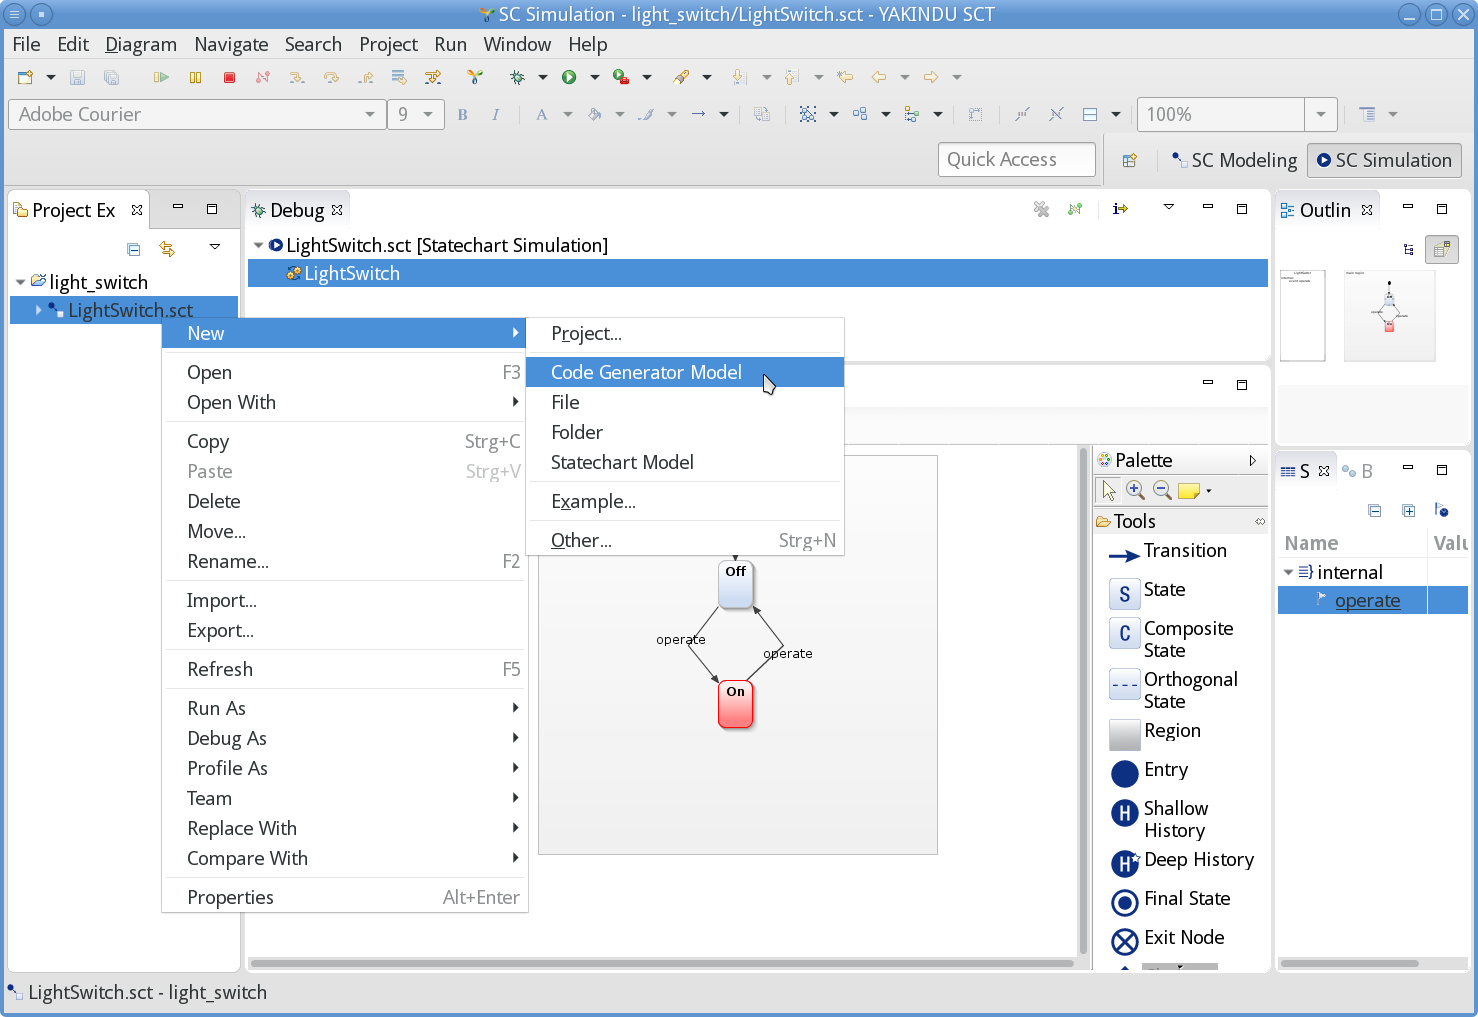 SC Simulation - light_switch/LightSwitch.sct - YAKINDU SCT
File Edit Diagram Navigate Search Project Run Window Help
Adobe Courier 9 B I A 100%
Quick Access SC Modeling SC Simulation
Project Ex
light_switch
LightSwitch.sct
Debug
LightSwitch.sct [Statechart Simulation]
LightSwitch
New
Open F3
Open With
Copy Strg+C
Paste Strg+V
Delete
Move...
Rename... F2
Import...
Export...
Refresh F5
Run As
Debug As
Profile As
Team
Replace With
Compare With
Properties Alt+Enter
Project...
Code Generator Model
File
Folder
Statechart Model
Example...
Other... Strg+N
Off
operate
operate
On
Palette
Tools
Transition
S State
C Composite
State
Orthogonal
State
Region
Entry
H Shallow
History
H* Deep History
Final State
Exit Node
Outlin
S B
Name Valu
internal
operate
LightSwitch.sct - light_switch